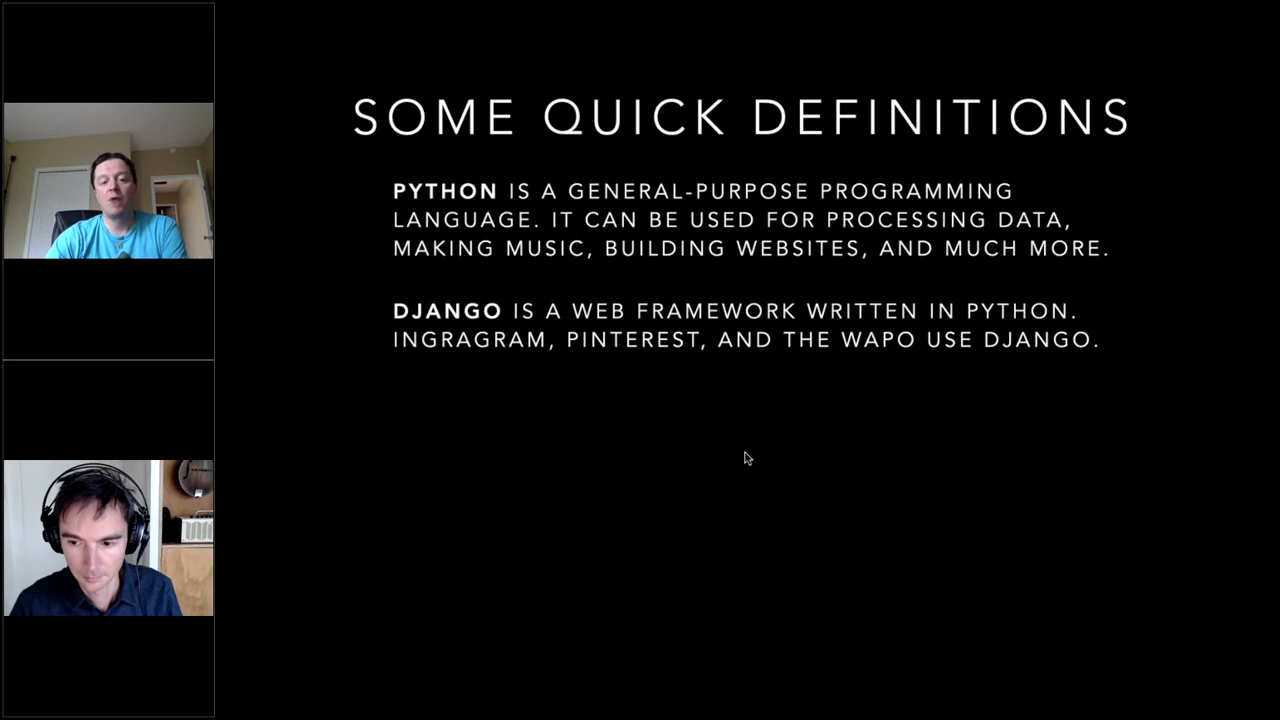 SOME QUICK DEFINITIONS
PYTHON IS A GENERAL-PURPOSE PROGRAMMING
LANGUAGE. IT CAN BE USED FOR PROCESSING DATA,
MAKING MUSIC, BUILDING WEBSITES, AND MUCH MORE.
DJANGO IS A WEB FRAMEWORK WRITTEN IN PYTHON.
INGRAGRAM, PINTEREST, AND THE WAPO USE DJANGO.